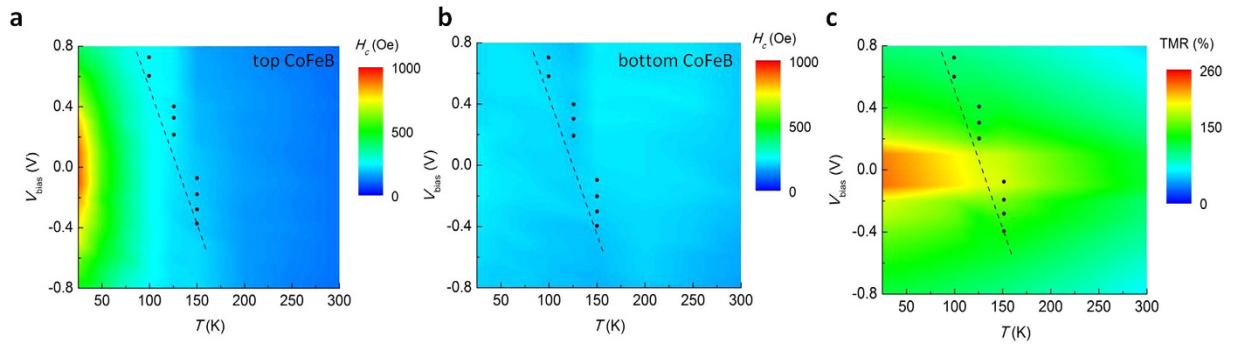 a
H_c (Oe)
top CoFeB
1000
500
0
0.8
0.4
0.0
-0.4
-0.8
V_bias (V)
50 100 150 200 250 300
T (K)
b
H_c (Oe)
bottom CoFeB
1000
500
0
0.8
0.4
0.0
-0.4
-0.8
V_bias (V)
50 100 150 200 250 300
T (K)
c
TMR (%)
260
150
0
0.8
0.4
0.0
-0.4
-0.8
V_bias (V)
50 100 150 200 250 300
T (K)